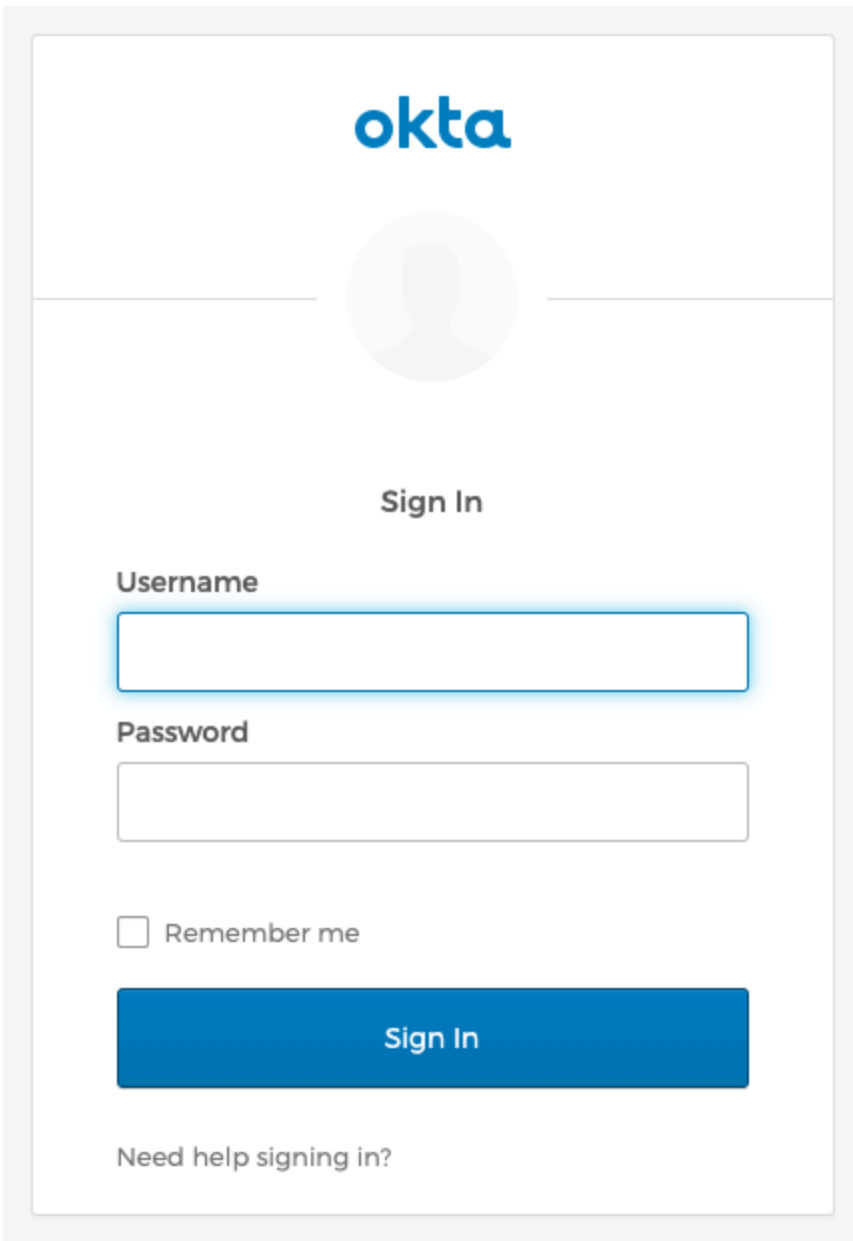 okta
Sign In
Username
Password
Remember me
Sign In
Need help signing in?